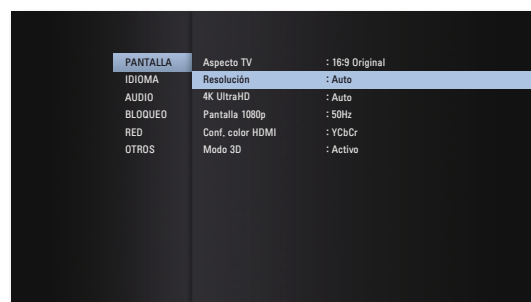 PANTALLA Aspecto TV : 16:9 Original
IDIOMA Resolución : Auto
AUDIO 4K UltraHD : Auto
BLOQUEO Pantalla 1080p : 50Hz
RED Conf. color HDMI : YCbCr
OTROS Modo 3D : Activo